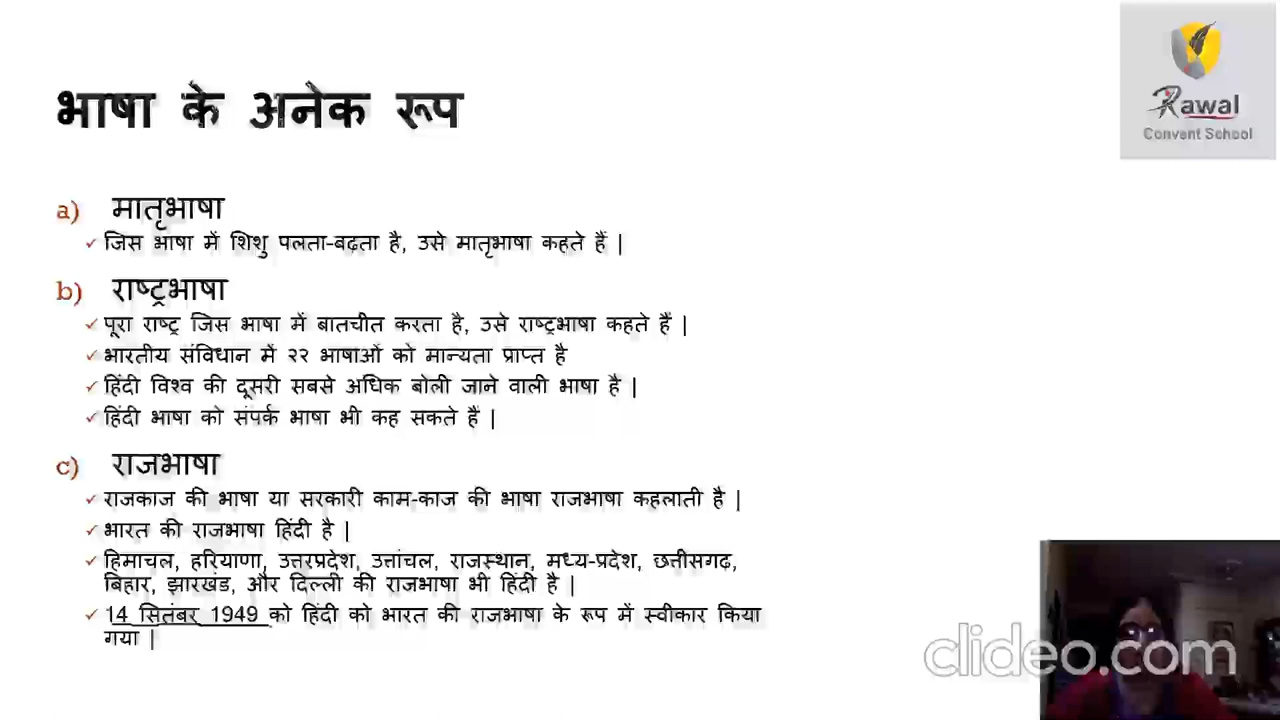 Rawal
Convent School
भाषा के अनेक रूप
a) मातृभाषा
✓ जिस भाषा में शिशु पलता-बढ़ता है, उसे मातृभाषा कहते हैं |
b) राष्ट्रभाषा
✓ पूरा राष्ट्र जिस भाषा में बातचीत करता है, उसे राष्ट्रभाषा कहते हैं |
✓ भारतीय संविधान में २२ भाषाओं को मान्यता प्राप्त है
✓ हिंदी विश्व की दूसरी सबसे अधिक बोली जाने वाली भाषा है |
✓ हिंदी भाषा को संपर्क भाषा भी कह सकते हैं |
c) राजभाषा
✓ राजकाज की भाषा या सरकारी काम-काज की भाषा राजभाषा कहलाती है |
✓ भारत की राजभाषा हिंदी है |
✓ हिमाचल, हरियाणा, उत्तरप्रदेश, उत्तांचल, राजस्थान, मध्य-प्रदेश, छत्तीसगढ़,
बिहार, झारखंड, और दिल्ली की राजभाषा भी हिंदी है |
✓ 14 सितंबर 1949 को हिंदी को भारत की राजभाषा के रूप में स्वीकार किया
गया |
clideo.com